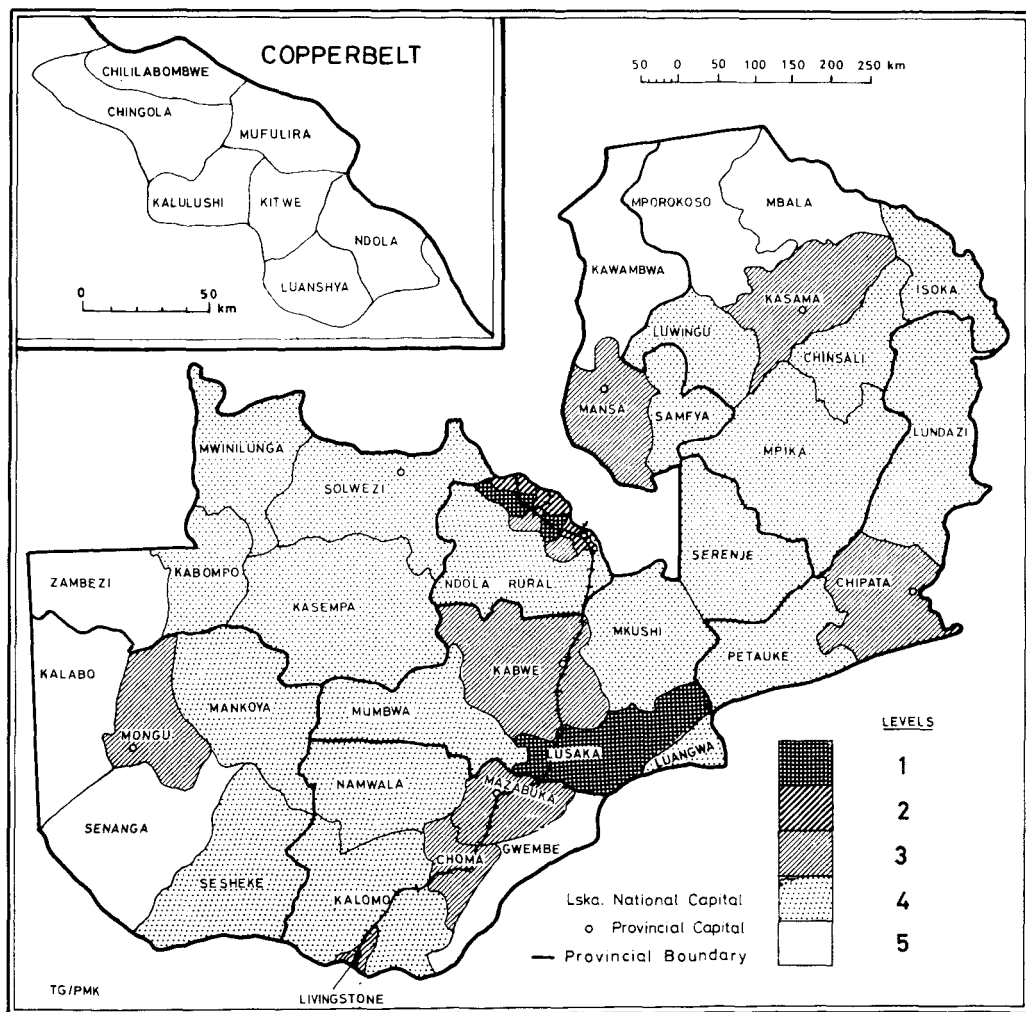 COPPERBELT
CHILILABOMBWE
CHINGOLA
MUFULIRA
KALULUSHI
KITWE
NDOLA
LUANSHYA
0 50 km
50 0 50 100 150 200 250 km
MPOROKOSO
MBALA
KAWAMBWA
KASAMA
ISOKA
LUWINGU
CHINSALI
MANSA
SAMFYA
LUNDAZI
MPIKA
MWINILUNGA
SOLWEZI
SERENJE
ZAMBEZI
KABOMPO
NDOLA RURAL
CHIPATA
KASEMPA
MKUSHI
PETAUKE
KALABO
KABWE
MANKOYA
MUMBWA
MONGU
LUSAKA
LUANGWA
NAMWALA
MAZABUKA
SENANGA
CHOMA
GWEMBE
SESHEKE
KALOMO
LIVINGSTONE
LEVELS
1
2
3
4
5
Lska. National Capital
Provincial Capital
Provincial Boundary
TG/PMK